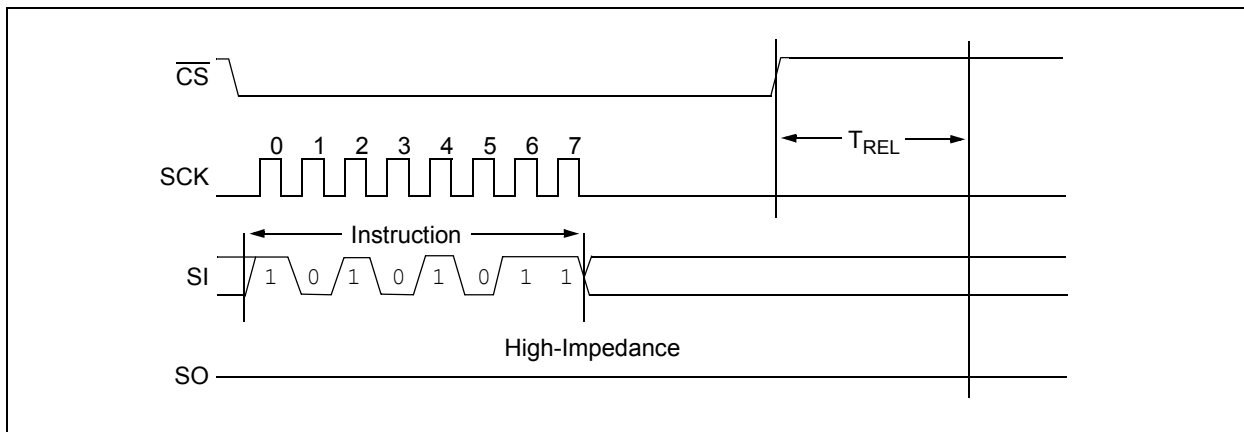 CS
T_REL
0 1 2 3 4 5 6 7
SCK
Instruction
SI 1 0 1 0 1 0 1 1
High-Impedance
SO